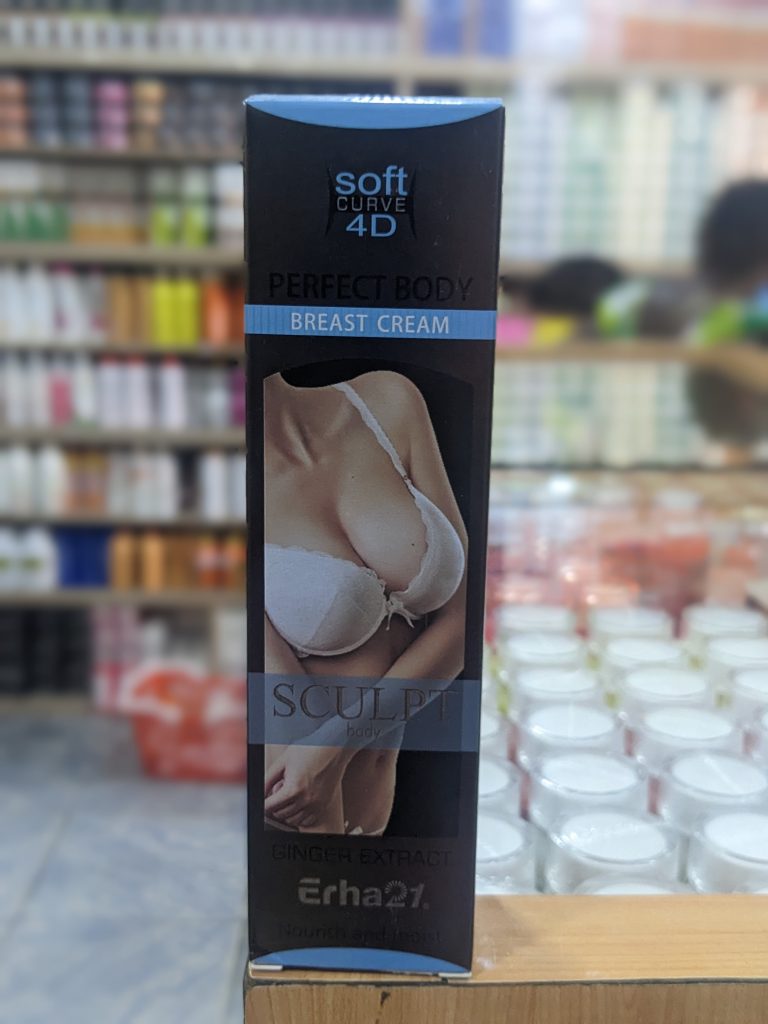 soft
CURVE
4D
PERFECT BODY
BREAST CREAM
SCULPT
body
GINGER EXTRACT
Erha21.
Nourish and moist